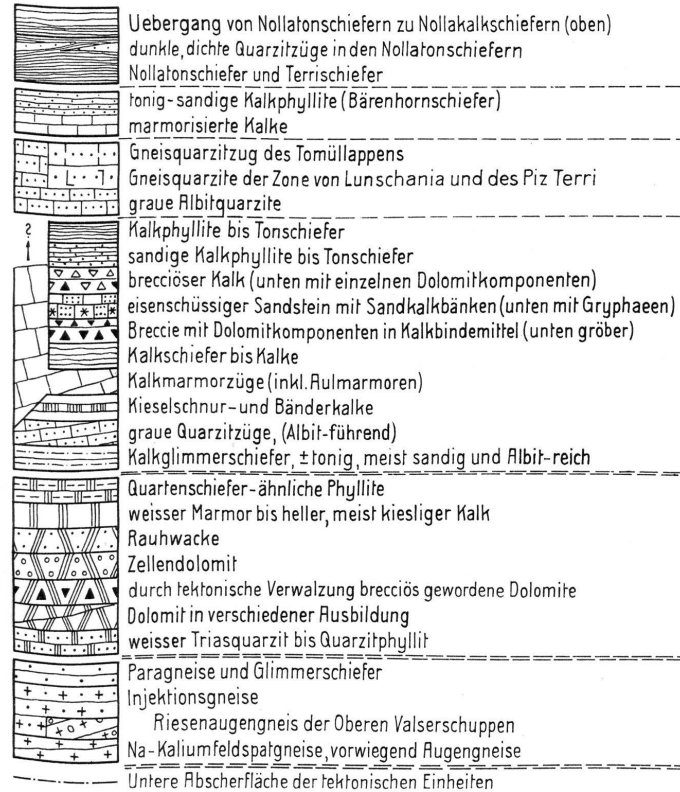 Uebergang von Nollatonschiefern zu Nollakalkschiefern (oben)
dunkle, dichte Quarzitzüge in den Nollatonschiefern
Nollatonschiefer und Terrischiefer
tonig-sandige Kalkphyllite (Bärenhornschiefer)
marmorisierte Kalke
Gneisquarzitzug des Tomüllappens
Gneisquarzite der Zone von Lunschania und des Piz Terri
graue Albitquarzite
?
Kalkphyllite bis Tonschiefer
sandige Kalkphyllite bis Tonschiefer
brecciöser Kalk (unten mit einzelnen Dolomitkomponenten)
eisenschüssiger Sandstein mit Sandkalkbänken (unten mit Gryphaeen)
Breccie mit Dolomitkomponenten in Kalkbindemittel (unten gröber)
Kalkschiefer bis Kalke
Kalkmarmorzüge (inkl. Aulmarmoren)
Kieselschnur- und Bänderkalke
graue Quarzitzüge, (Albit-führend)
Kalkglimmerschiefer, ± tonig, meist sandig und Albit-reich
Quartenschiefer-ähnliche Phyllite
weisser Marmor bis heller, meist kiesliger Kalk
Rauhwacke
Zellendolomit
durch tektonische Verwalzung brecciös gewordene Dolomite
Dolomit in verschiedener Ausbildung
weisser Triasquarzit bis Quarzitphyllit
Paragneise und Glimmerschiefer
Injektionsgneise
Riesenaugengneis der Oberen Valserschuppen
Na-Kaliumfeldspatgneise, vorwiegend Augengneise
Untere Abscherfläche der tektonischen Einheiten